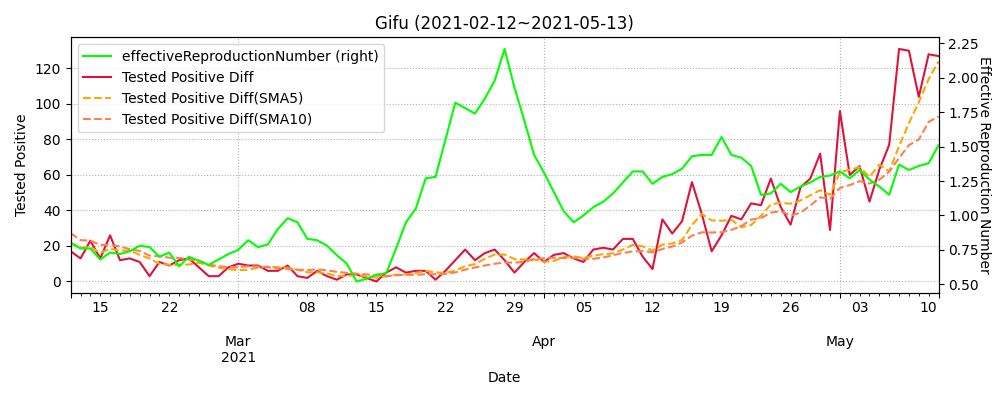 Gifu (2021-02-12~2021-05-13)
effectiveReproductionNumber (right)
Tested Positive Diff
Tested Positive Diff(SMA5)
Tested Positive Diff(SMA10)
Tested Positive
0
20
40
60
80
100
120
Effective Reproduction Number
2.25
2.00
1.75
1.50
1.25
1.00
0.75
0.50
15 22 08 15 22 29 05 12 19 26 03 10
Mar Apr May
2021
Date